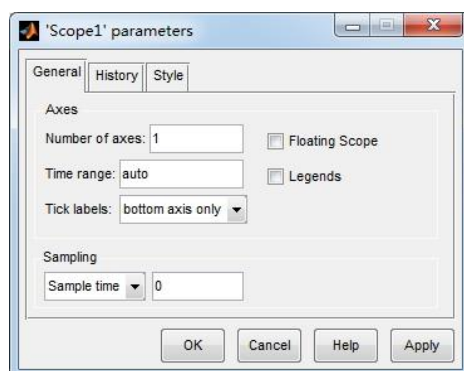 'Scope1' parameters
General History Style
Axes
Number of axes: 1
Floating Scope
Time range: auto
Legends
Tick labels: bottom axis only
Sampling
Sample time 0
OK Cancel Help Apply